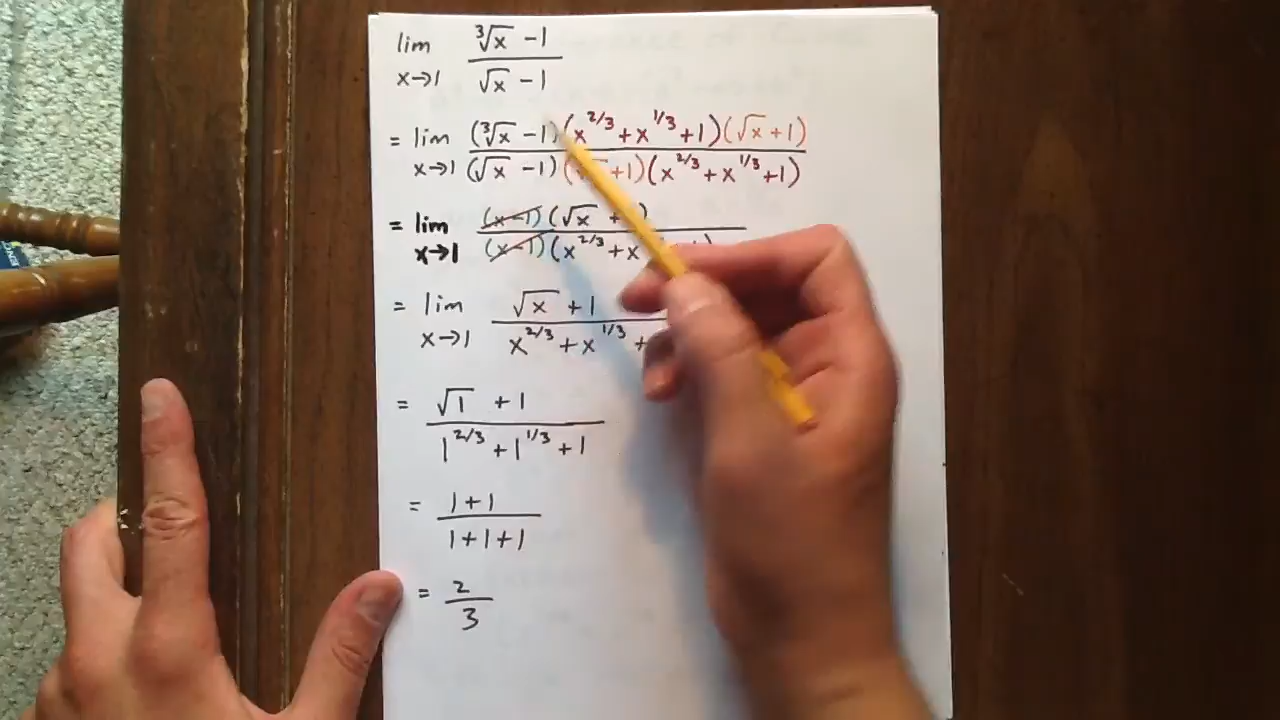 lim x→1 (∛x − 1)/(√x − 1)
= lim x→1 (∛x − 1)(x^2/3 + x^1/3 + 1)(√x + 1)/(√x − 1)( +1)(x^2/3 + x^1/3 + 1)
= lim x→1 (x−1)(√x + )/(x−1)(x^2/3 + x
= lim x→1 (√x + 1)/(x^2/3 + x^1/3 +
= (√1 + 1)/(1^2/3 + 1^1/3 + 1)
= (1+1)/(1+1+1)
= 2/3